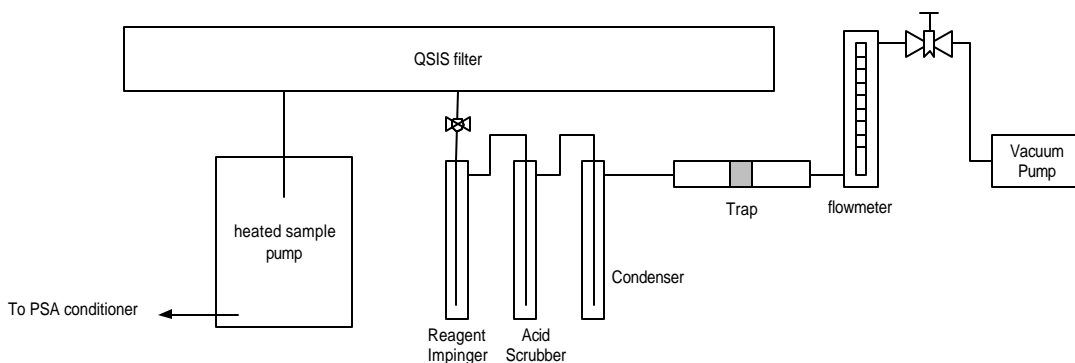 QSIS filter
heated sample
pump
To PSA conditioner
Reagent
Impinger
Acid
Scrubber
Condenser
Trap
flowmeter
Vacuum
Pump